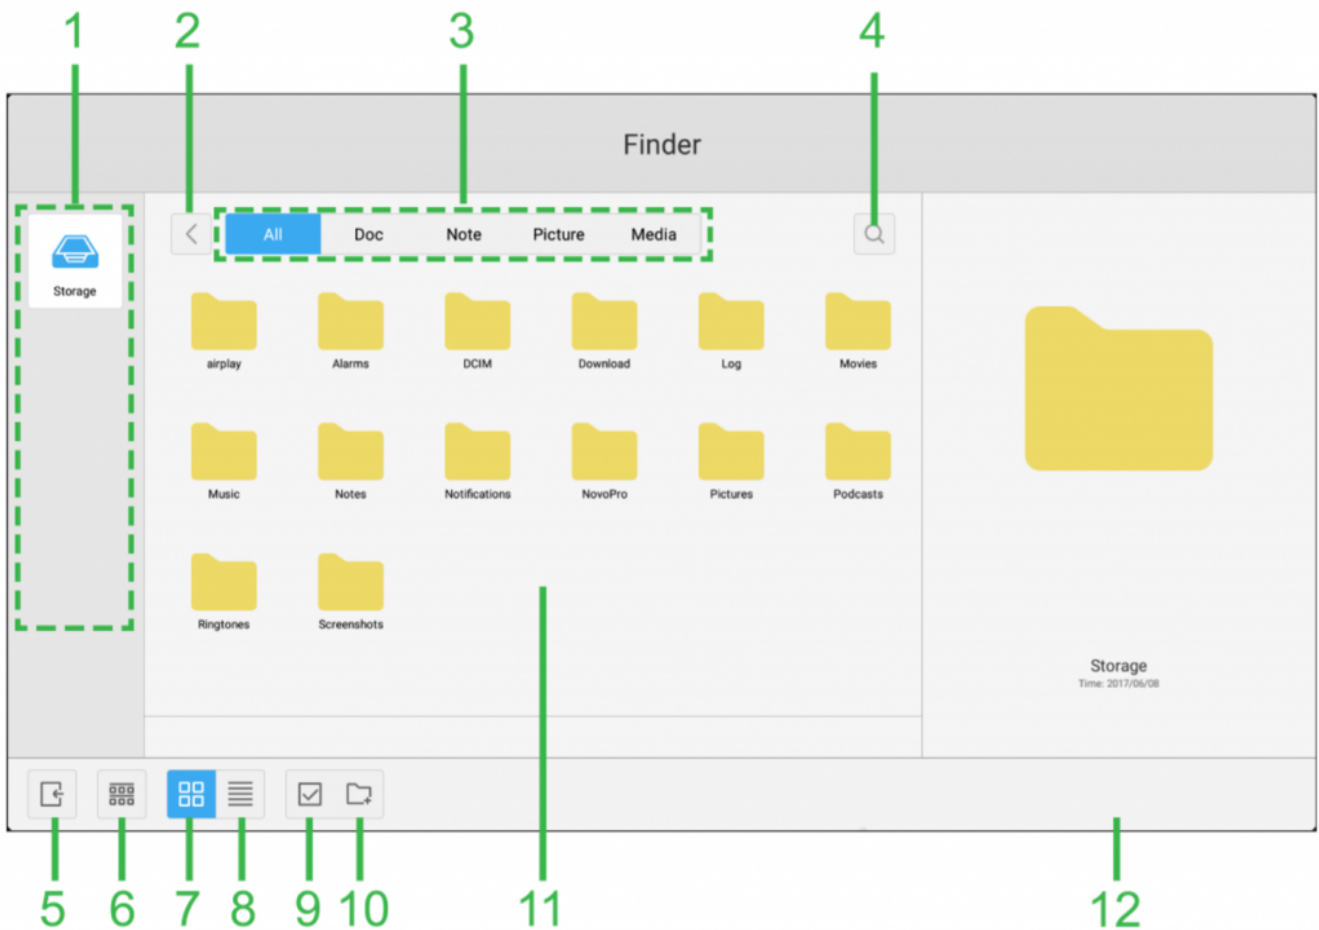 1 2 3 4
Finder
Storage
All Doc Note Picture Media
airplay Alarms DCIM Download Log Movies
Music Notes Notifications NovoPro Pictures Podcasts
Ringtones Screenshots
Storage
Time: 2017/06/08
5 6 7 8 9 10 11 12